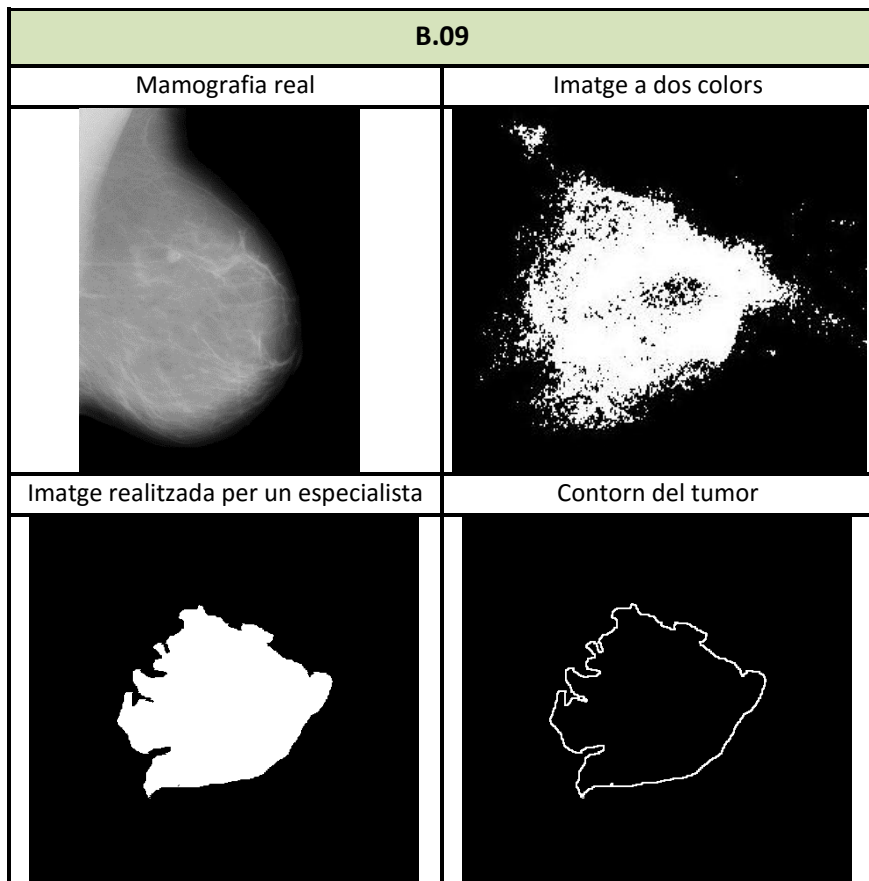 B.09
Mamografia real
Imatge a dos colors
Imatge realitzada per un especialista
Contorn del tumor